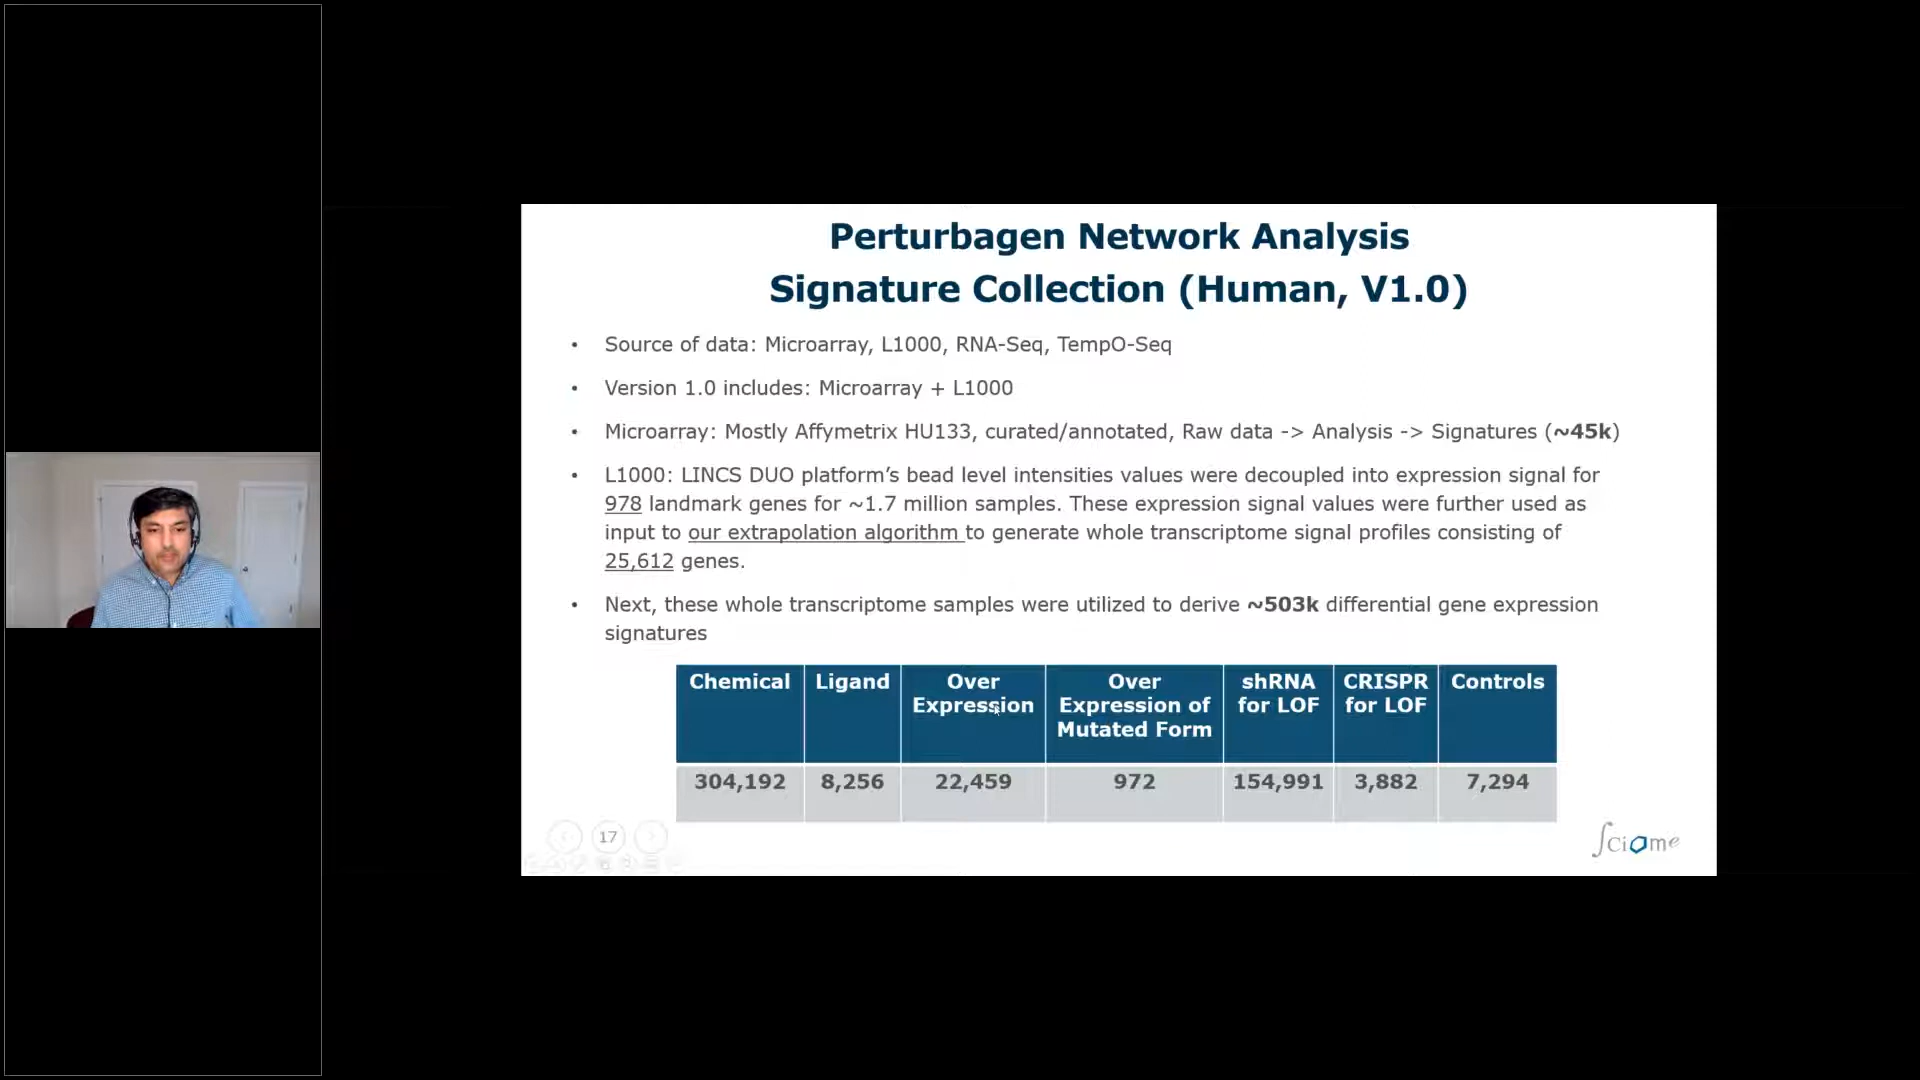 Perturbagen Network Analysis
Signature Collection (Human, V1.0)
• Source of data: Microarray, L1000, RNA-Seq, TempO-Seq
• Version 1.0 includes: Microarray + L1000
• Microarray: Mostly Affymetrix HU133, curated/annotated, Raw data -> Analysis -> Signatures (~45k)
• L1000: LINCS DUO platform’s bead level intensities values were decoupled into expression signal for
978 landmark genes for ~1.7 million samples. These expression signal values were further used as
input to our extrapolation algorithm to generate whole transcriptome signal profiles consisting of
25,612 genes.
• Next, these whole transcriptome samples were utilized to derive ~503k differential gene expression
signatures
Chemical Ligand Over Over shRNA CRISPR Controls
Expression Expression of for LOF for LOF
Mutated Form
304,192 8,256 22,459 972 154,991 3,882 7,294
17
Sciome